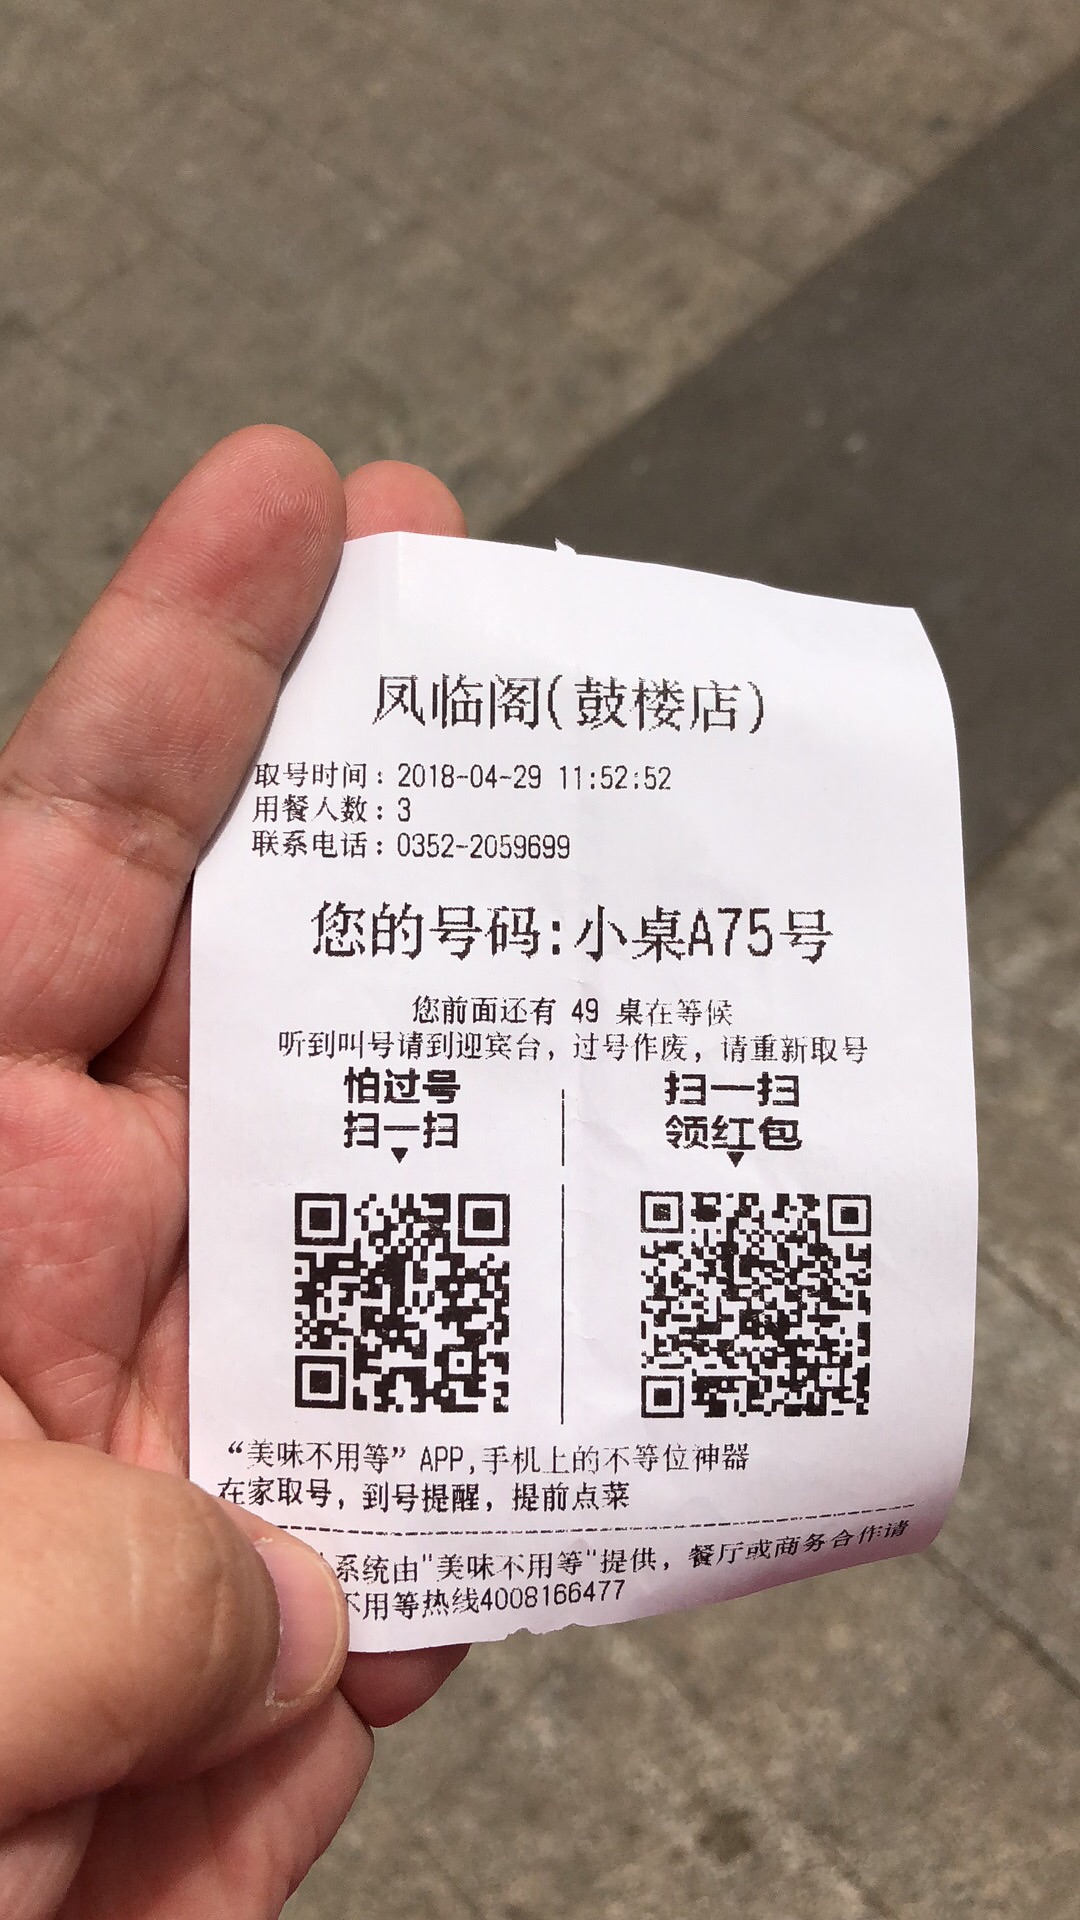 凤临阁(鼓楼店)
取号时间: 2018-04-29 11:52:52
用餐人数: 3
联系电话: 0352-2059699
您的号码:小桌A75号
您前面还有 49 桌在等候
听到叫号请到迎宾台, 过号作废, 请重新取号
怕过号
扫一扫
扫一扫
领红包
“美味不用等” APP,手机上的不等位神器
在家取号, 到号提醒, 提前点菜
系统由"美味不用等"提供, 餐厅或商务合作请
不用等热线4008166477